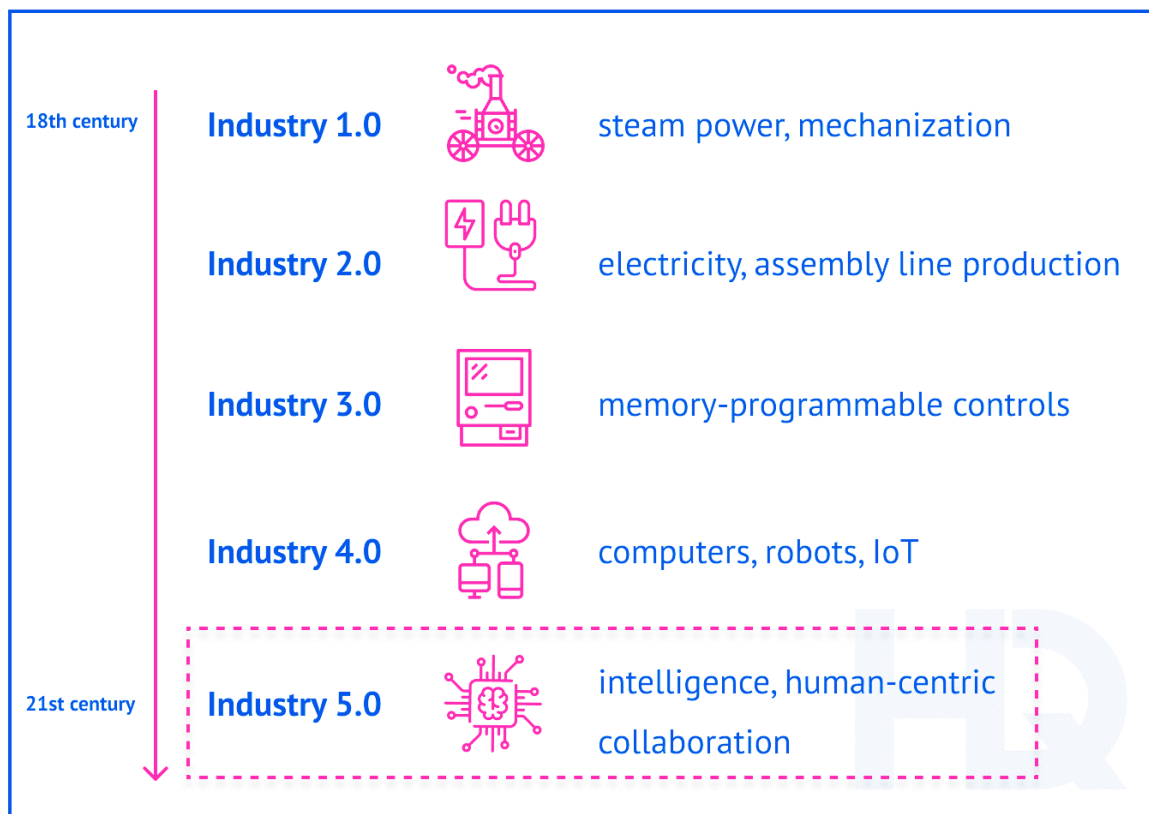 18th century
Industry 1.0
steam power, mechanization
Industry 2.0
electricity, assembly line production
Industry 3.0
memory-programmable controls
Industry 4.0
computers, robots, IoT
21st century
Industry 5.0
intelligence, human-centric
collaboration
HQ